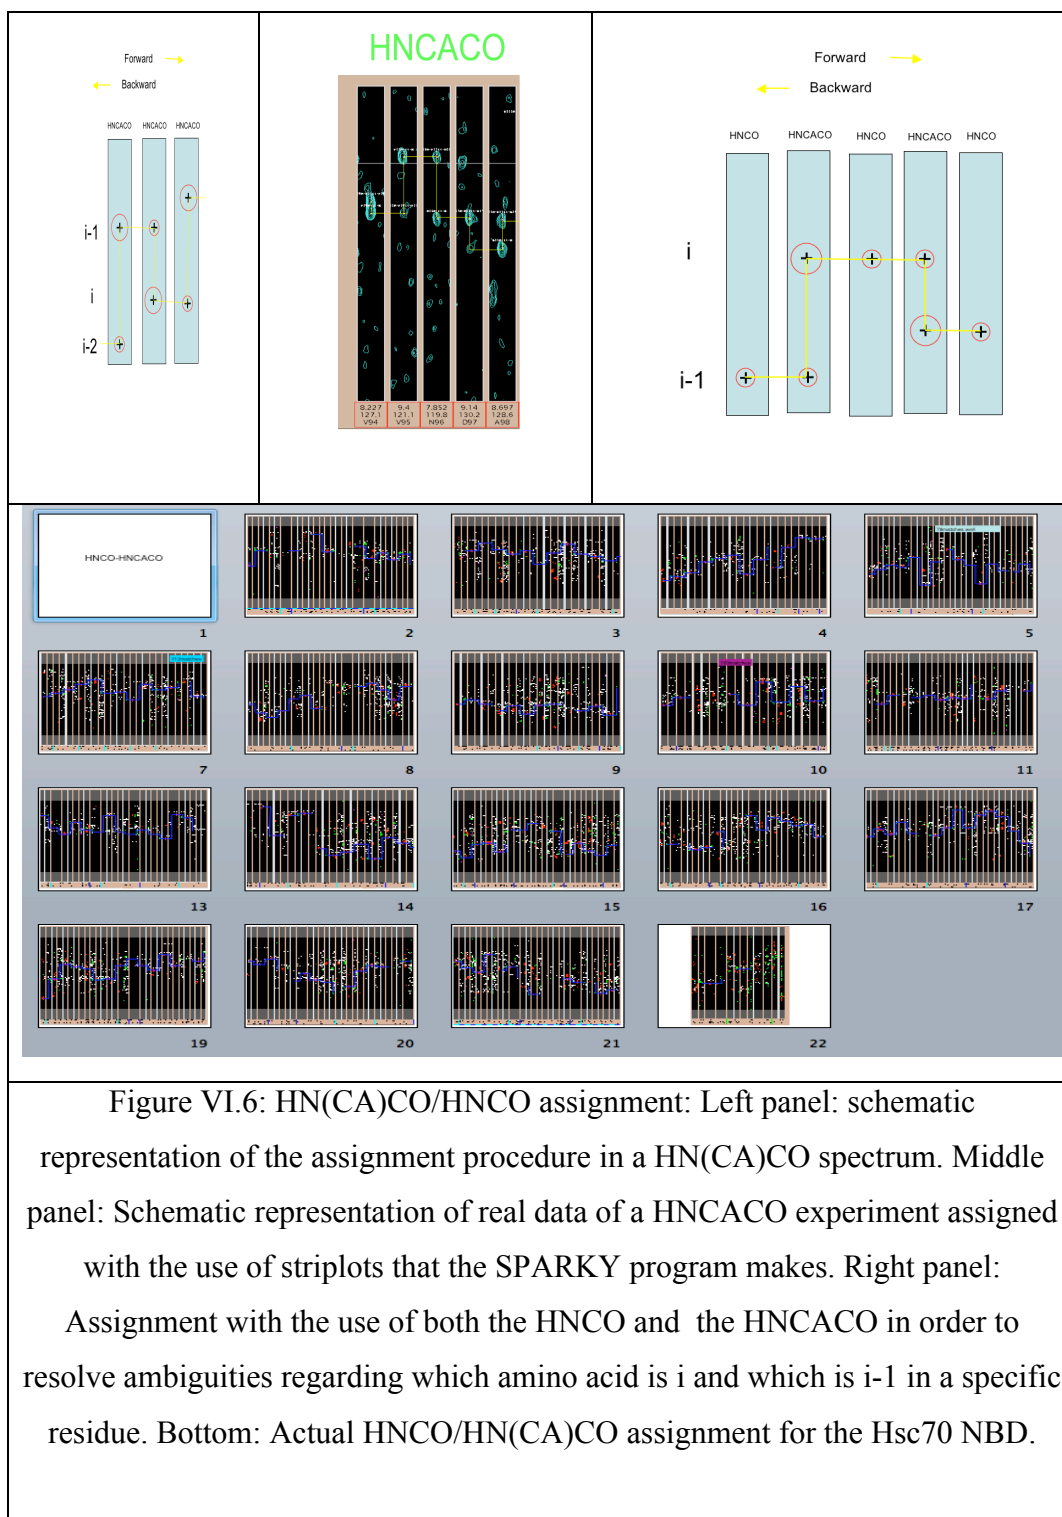 Forward
Backward
HNCACO HNCACO HNCACO
i-1
i
i-2
HNCACO
8.227 9.4 7.852 9.14 8.697
127.1 121.1 119.8 130.2 128.6
V94 V95 N96 D97 A98
Forward
Backward
HNCO HNCACO HNCO HNCACO HNCO
i
i-1
HNCO-HNCACO
1 2 3 4 5
7 8 9 10 11
13 14 15 16 17
19 20 21 22
Figure VI.6: HN(CA)CO/HNCO assignment: Left panel: schematic
representation of the assignment procedure in a HN(CA)CO spectrum. Middle
panel: Schematic representation of real data of a HNCACO experiment assigned
with the use of striplots that the SPARKY program makes. Right panel:
Assignment with the use of both the HNCO and the HNCACO in order to
resolve ambiguities regarding which amino acid is i and which is i-1 in a specific
residue. Bottom: Actual HNCO/HN(CA)CO assignment for the Hsc70 NBD.